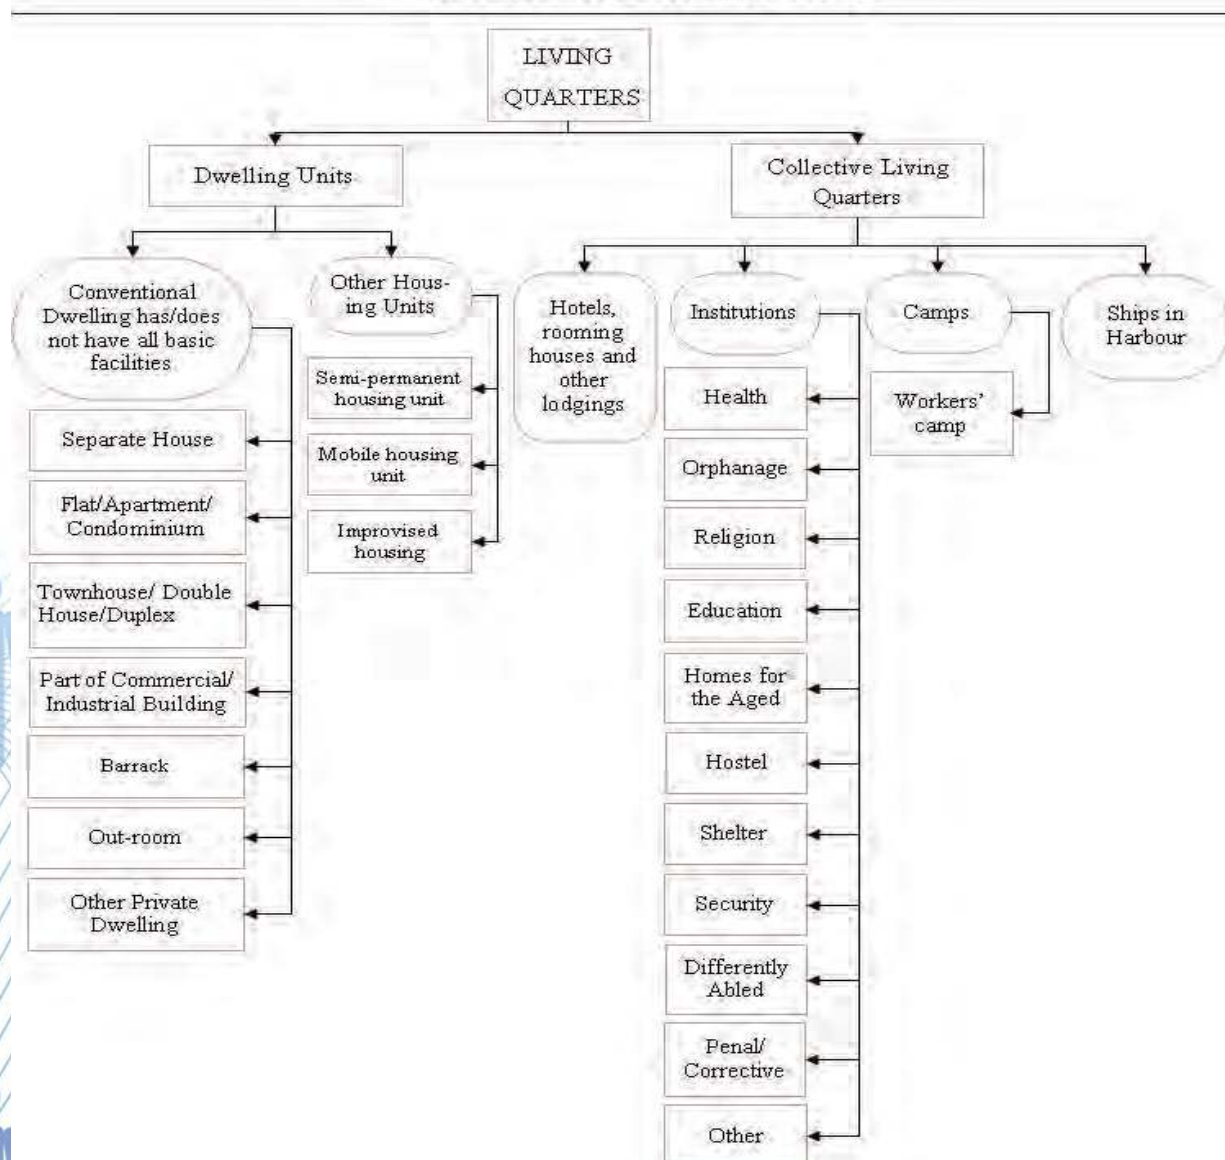 LIVING
QUARTERS
Dwelling Units
Collective Living
Quarters
Conventional
Dwelling has/does
not have all basic
facilities
Separate House
Flat/Apartment/
Condominium
Townhouse/ Double
House/Duplex
Part of Commercial/
Industrial Building
Barrack
Out-room
Other Private
Dwelling
Other Hous-
ing Units
Semi-permanent
housing unit
Mobile housing
unit
Improvised
housing
Hotels,
rooming
houses and
other
lodgings
Institutions
Health
Orphanage
Religion
Education
Homes for
the Aged
Hostel
Shelter
Security
Differently
Abled
Penal/
Corrective
Other
Camps
Workers’
camp
Ships in
Harbour